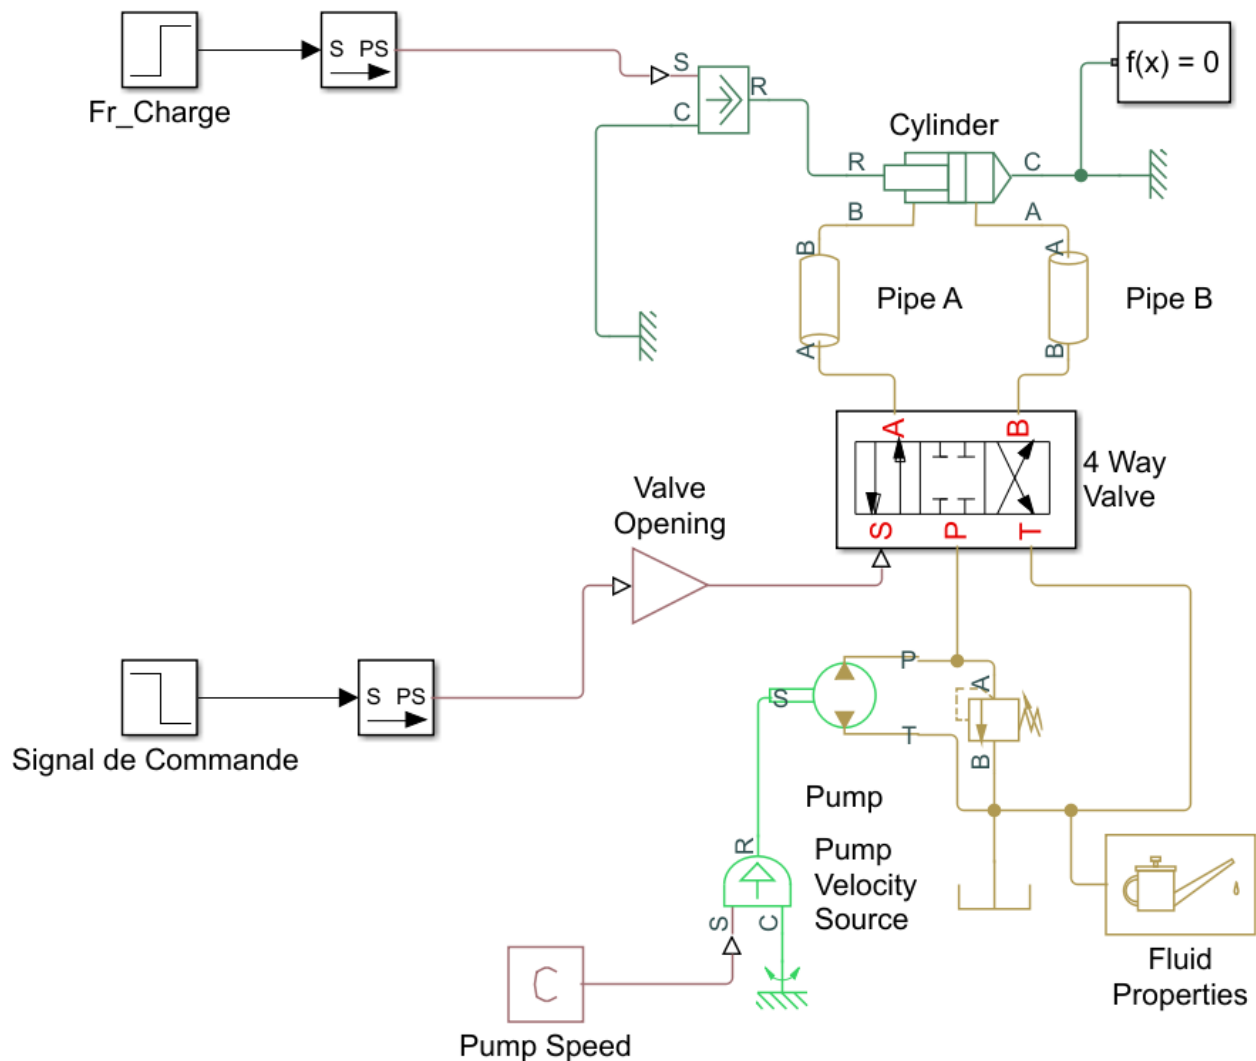 Fr_Charge
S PS
S
C
R
f(x) = 0
Cylinder
R
C
B
A
B
A
Pipe A
Pipe B
A
B
A
B
4 Way
Valve
S
P
T
Valve
Opening
S PS
Signal de Commande
P
S
A
T
B
Pump
R
Pump
Velocity
Source
S
C
C
Pump Speed
Fluid
Properties